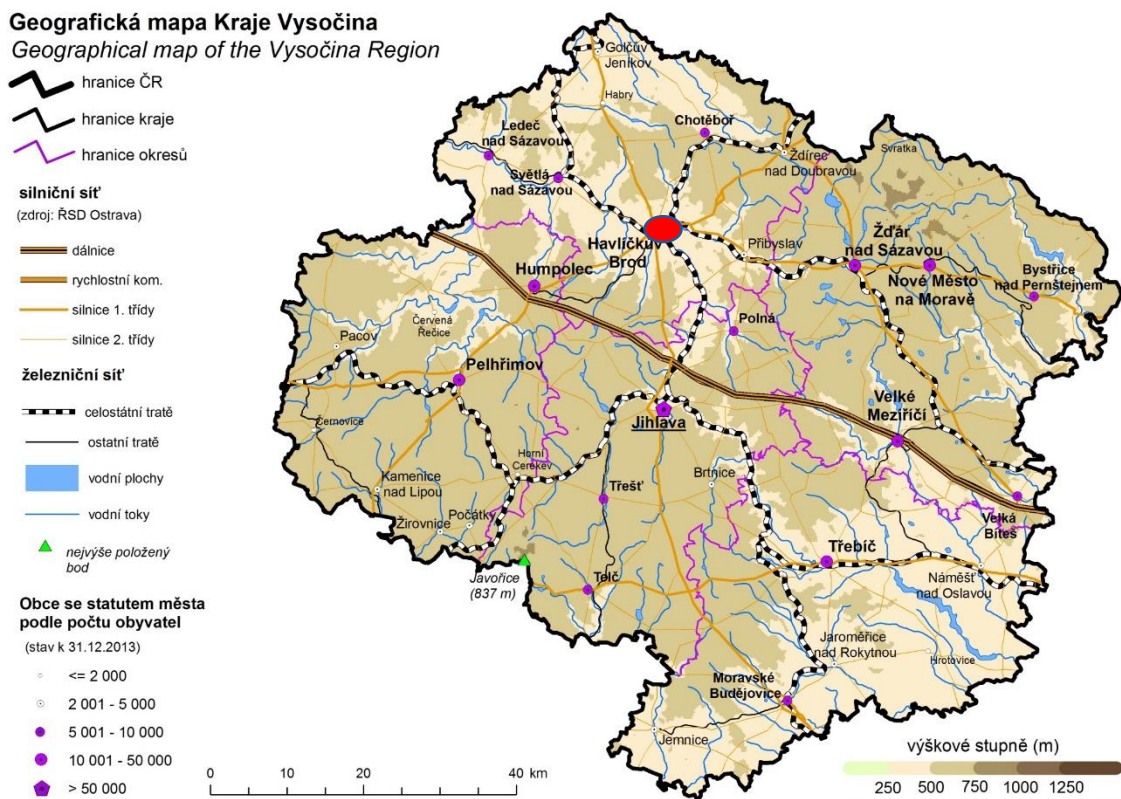 Geografická mapa Kraje Vysočina
Geographical map of the Vysočina Region
hranice ČR
hranice kraje
hranice okresů
silniční síť
(zdroj: ŘSD Ostrava)
dálnice
rychlostní kom.
silnice 1. třídy
silnice 2. třídy
železniční síť
celostátní tratě
ostatní tratě
vodní plochy
vodní toky
nejvýše položený
bod
Obce se statutem města
podle počtu obyvatel
(stav k 31.12.2013)
<= 2 000
2 001 - 5 000
5 001 - 10 000
10 001 - 50 000
> 50 000
Golčův
Jeníkov
Habry
Chotěboř
Ledeč
nad Sázavou
Světlá
nad Sázavou
Ždírec
nad Doubravou
Svratka
Havlíčkův
Brod
Přibyslav
Žďár
nad Sázavou
Nové Město
na Moravě
Bystřice
nad Pernštejnem
Humpolec
Polná
Červená
Řečice
Pacov
Pelhřimov
Jihlava
Velké
Meziříčí
Černovice
Horní
Cerekev
Brtnice
Kamenice
nad Lipou
Třešť
Počátky
Žirovnice
Velká
Bíteš
Třebíč
Javořice
(837 m)
Telč
Náměšť
nad Oslavou
Jaroměřice
nad Rokytnou
Hrotovice
Moravské
Budějovice
Jemnice
0 10 20 40 km
výškové stupně (m)
250 500 750 1000 1250